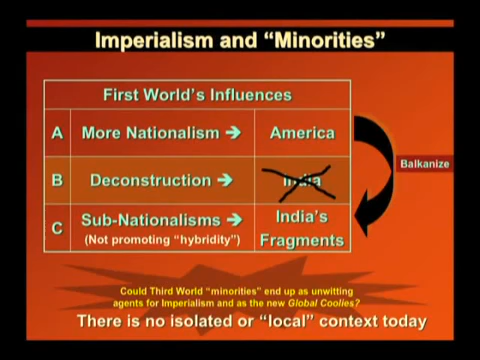 Imperialism and “Minorities”
First World’s Influences
A More Nationalism ➔ America
B Deconstruction ➔ India
C Sub-Nationalisms ➔ India’s
(Not promoting “hybridity”) Fragments
Balkanize
Could Third World “minorities” end up as unwitting
agents for Imperialism and as the new Global Coolies?
There is no isolated or “local” context today